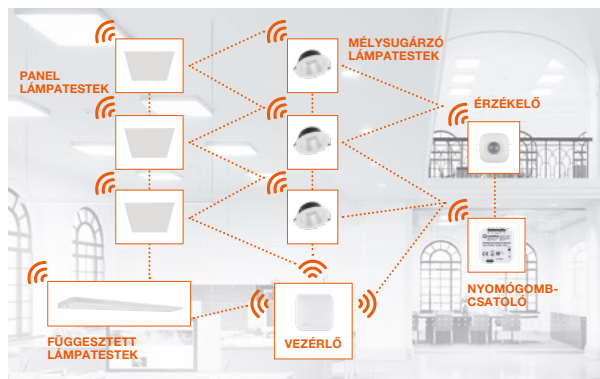 PANEL
LÁMPATESTEK
MÉLYSUGÁRZÓ
LÁMPATESTEK
ÉRZÉKELŐ
NYOMÓGOMB-
CSATOLÓ
FÜGGESZTETT
LÁMPATESTEK
VEZÉRLŐ